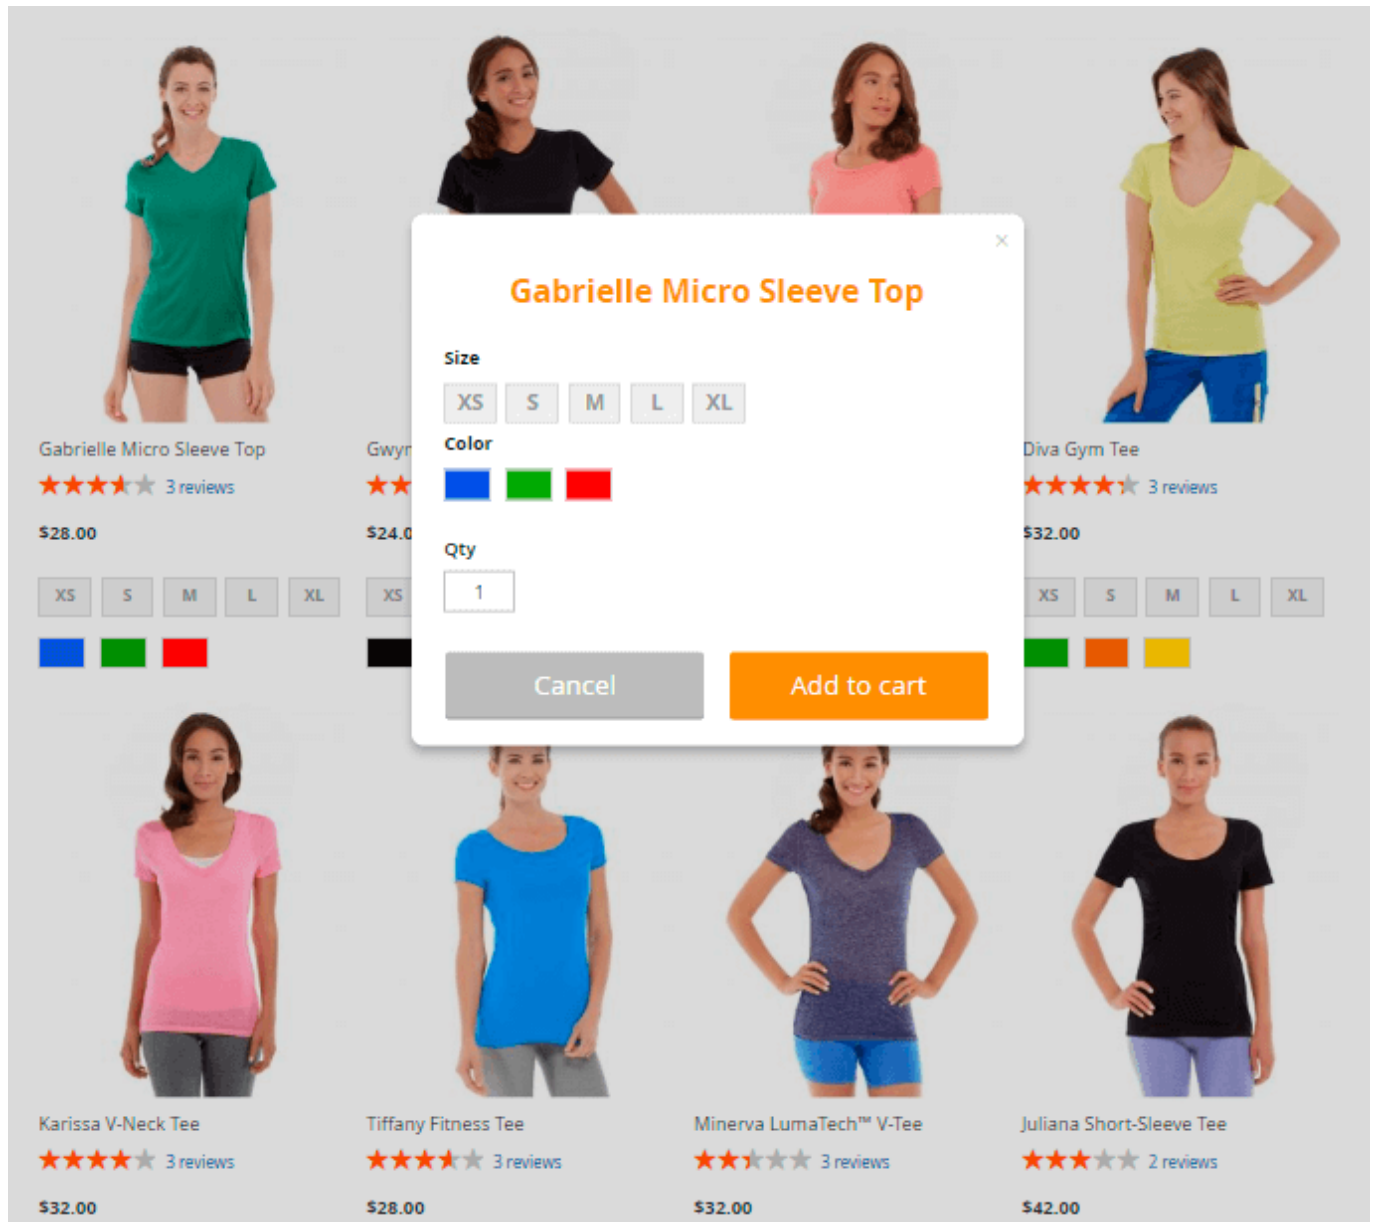 ×
Gabrielle Micro Sleeve Top
Size
XS S M L XL
Color
Qty
1
Cancel Add to cart
Gabrielle Micro Sleeve Top
3 reviews
$28.00
XS S M L XL
XS
Diva Gym Tee
3 reviews
$32.00
XS S M L XL
Karissa V-Neck Tee
3 reviews
$32.00
Tiffany Fitness Tee
3 reviews
$28.00
Minerva LumaTech™ V-Tee
3 reviews
$32.00
Juliana Short-Sleeve Tee
2 reviews
$42.00